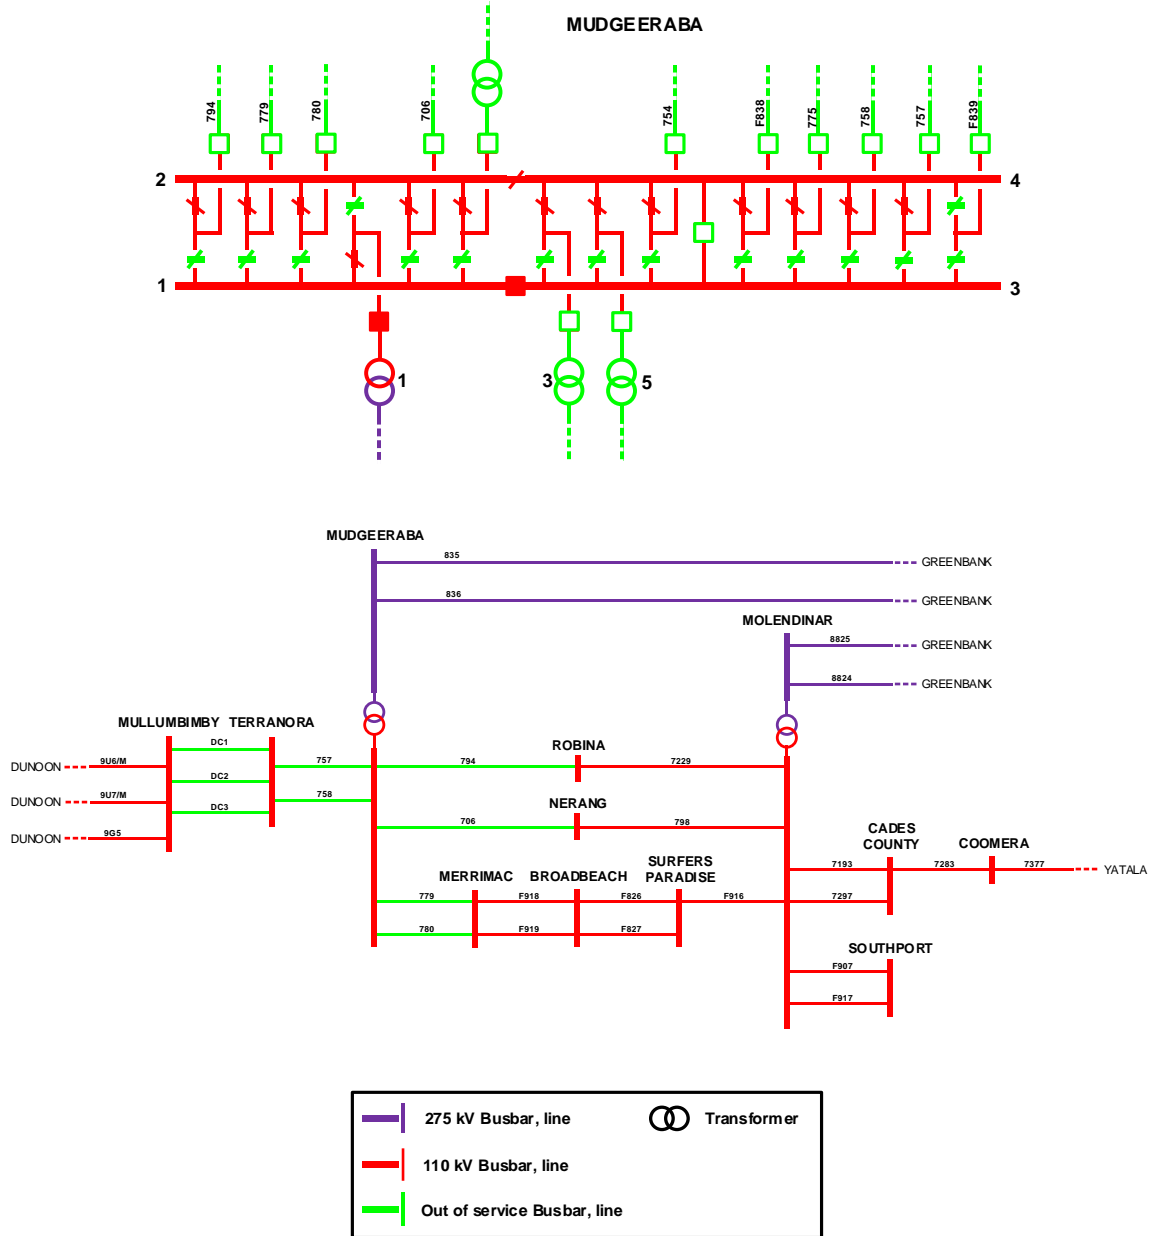 MUDGEERABA
794
779
780
706
754
F838
775
758
757
F839
2
4
1
3
1
3
5
MUDGEERABA
835
GREENBANK
836
GREENBANK
MOLENDINAR
8825
GREENBANK
8824
GREENBANK
MULLUMBIMBY TERRANORA
DC1
ROBINA
DUNOON
9U6/M
757
794
7229
DC2
DUNOON
9U7/M
758
NERANG
DC3
706
798
DUNOON
9G5
CADES
COUNTY
COOMERA
SURFERS
PARADISE
7193
7283
7377
YATALA
MERRIMAC
BROADBEACH
779
F918
F826
F916
7297
780
F919
F827
SOUTHPORT
F907
F917
275 kV Busbar, line
Transformer
110 kV Busbar, line
Out of service Busbar, line